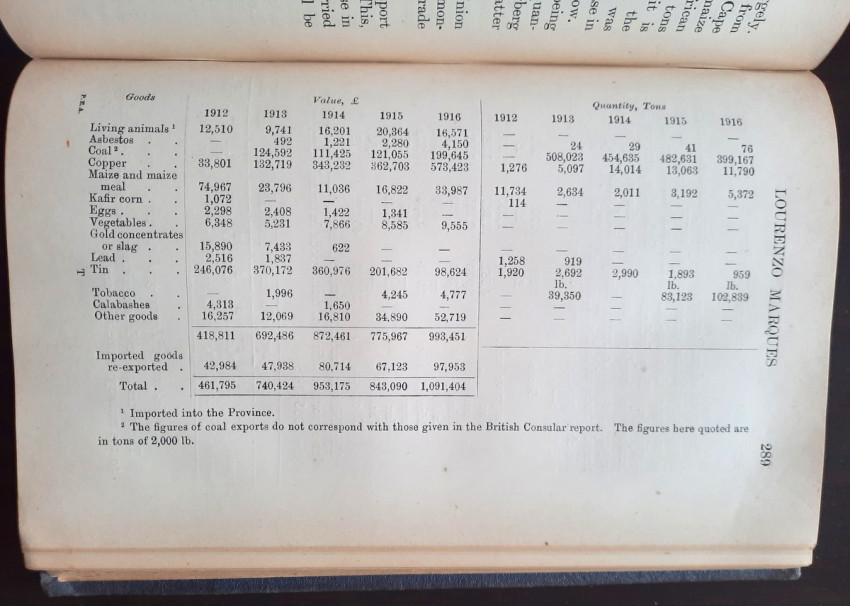 gely.
from
Cape
maize
rican
tons
it is
the
was
se in
ow.
being
uan-
berg
atter
nion
mon-
rade
port
This,
se in
rried
l be
P.E.A.
Goods Value, £ Quantity, Tons
1912 1913 1914 1915 1916 1912 1913 1914 1915 1916
Living animals ¹ 12,510 9,741 16,201 20,364 16,571 — — — — —
Asbestos . . — 492 1,221 2,280 4,150 — 24 29 41 76
Coal ² . . . — 124,592 111,425 121,055 199,645 — 508,023 454,635 482,631 399,167
Copper . . 33,801 132,719 343,232 362,703 573,423 1,276 5,097 14,014 13,063 11,790
Maize and maize
meal . . 74,967 23,796 11,036 16,822 33,987 11,734 2,634 2,011 3,192 5,372
Kafir corn . . 1,072 — — — — 114 — — — —
Eggs . . . 2,298 2,408 1,422 1,341 — — — — — —
Vegetables . . 6,348 5,231 7,866 8,585 9,555 — — — — —
Gold concentrates
or slag . . 15,890 7,433 622 — — — — — — —
Lead . . . 2,516 1,837 — — — 1,258 919 — — —
Tin . . . 246,076 370,172 360,976 201,682 98,624 1,920 2,692 2,990 1,893 959
lb. lb. lb.
Tobacco . . — 1,996 — 4,245 4,777 — 39,350 — 83,123 102,839
Calabashes . 4,313 — 1,650 — — — — — — —
Other goods . 16,257 12,069 16,810 34,890 52,719 — — — — —
418,811 692,486 872,461 775,967 993,451
Imported goods
re-exported . 42,984 47,938 80,714 67,123 97,953
Total . . 461,795 740,424 953,175 843,090 1,091,404
¹ Imported into the Province.
² The figures of coal exports do not correspond with those given in the British Consular report. The figures here quoted are
in tons of 2,000 lb.
T
LOURENZO MARQUES
289